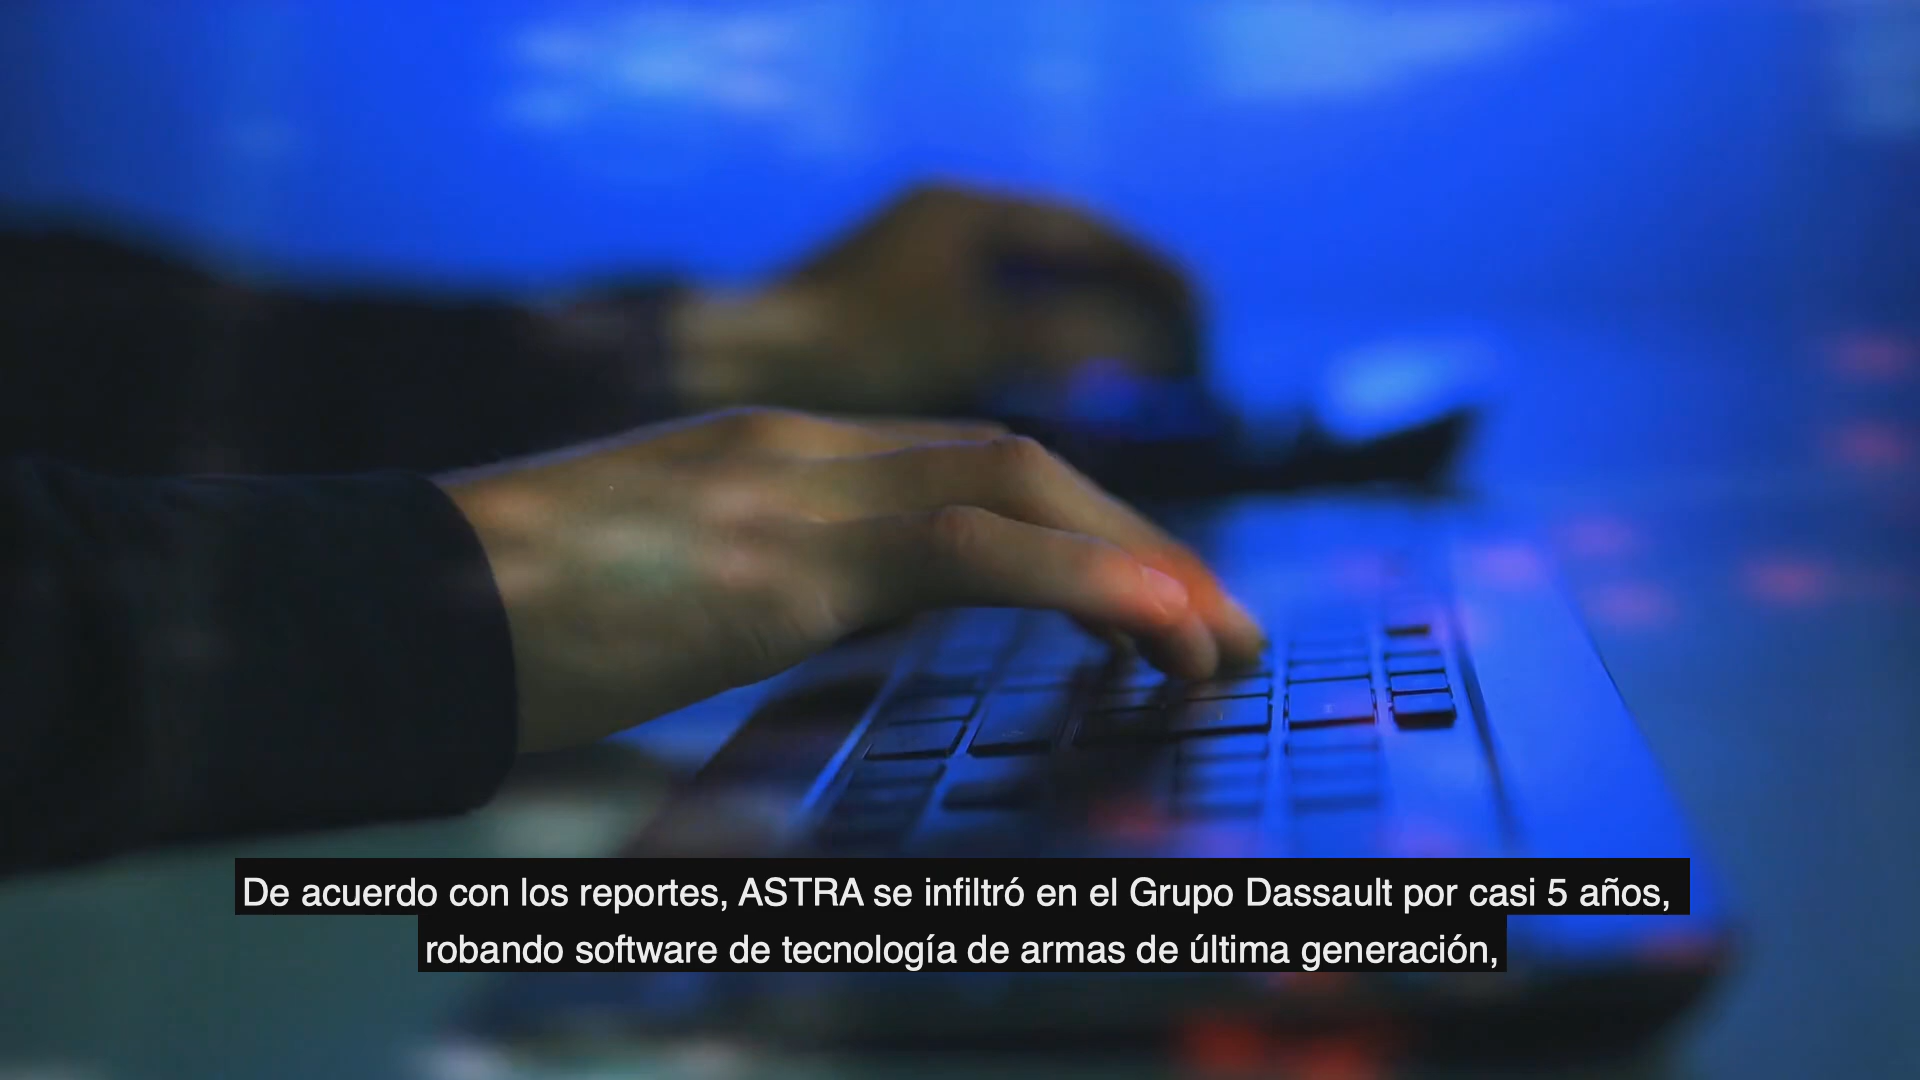 De acuerdo con los reportes, ASTRA se infiltró en el Grupo Dassault por casi 5 años,
robando software de tecnología de armas de última generación,